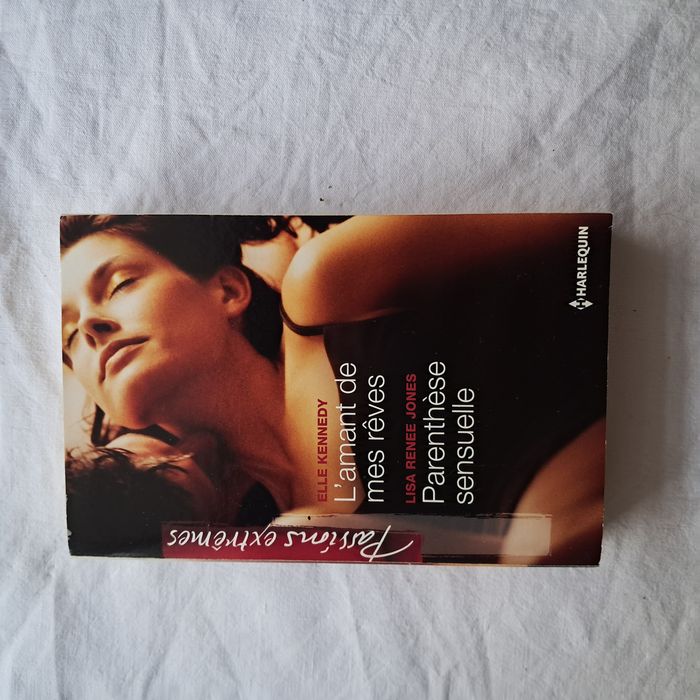 Passions extrêmes
ELLE KENNEDY
L'amant de
mes rêves
LISA RENEE JONES
Parenthèse
sensuelle
HARLEQUIN